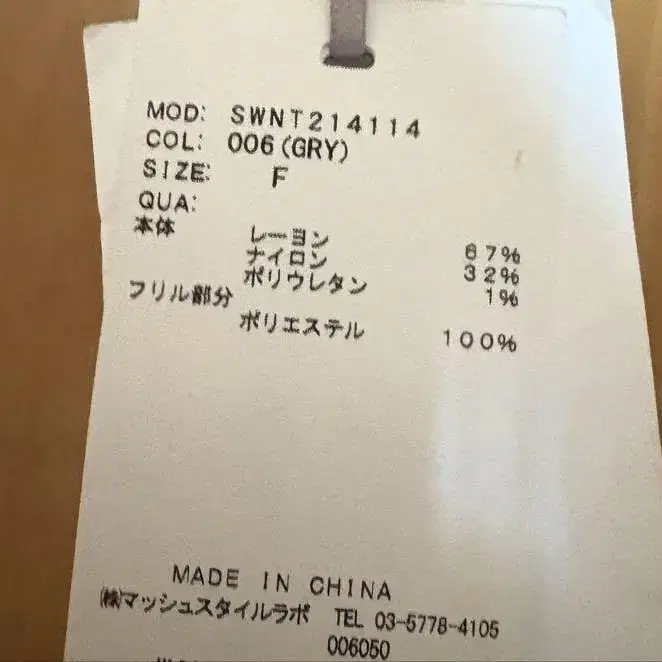 MOD: SWNT214114
COL: 006(GRY)
SIZE: F
QUA:
本体
レーヨン 67%
ナイロン 32%
ポリウレタン 1%
フリル部分
ポリエステル 100%
MADE IN CHINA
㈱マッシュスタイルラボ TEL 03-5778-4105
006050